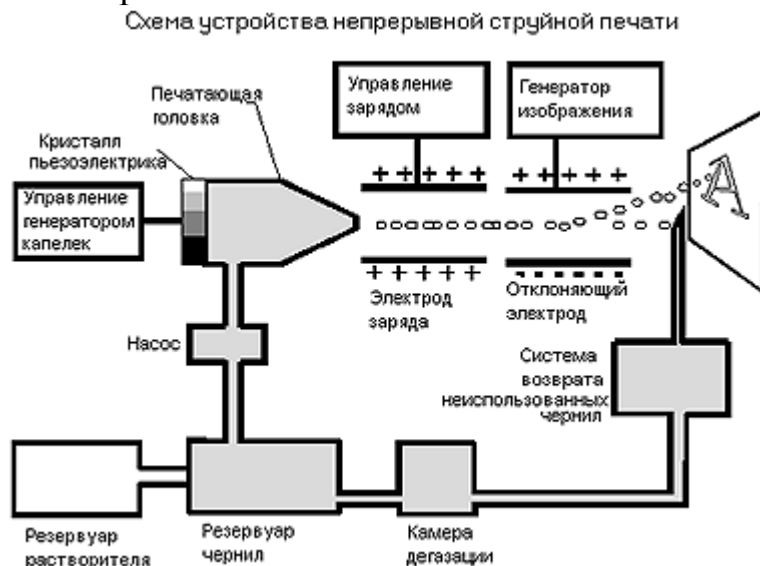 Схема устройства непрерывной струйной печати
Управление
зарядом
Генератор
изображения
Печатающая
головка
Кристалл
пьезоэлектрика
+ + + + +
+ + + + +
Управление
генератором
капелек
А
+ + + + +
- - - - - -
Электрод
заряда
Отклоняющий
электрод
Насос
Система
возврата
неиспользованных
чернил
Резервуар
растворителя
Резервуар
чернил
Камера
дегазации